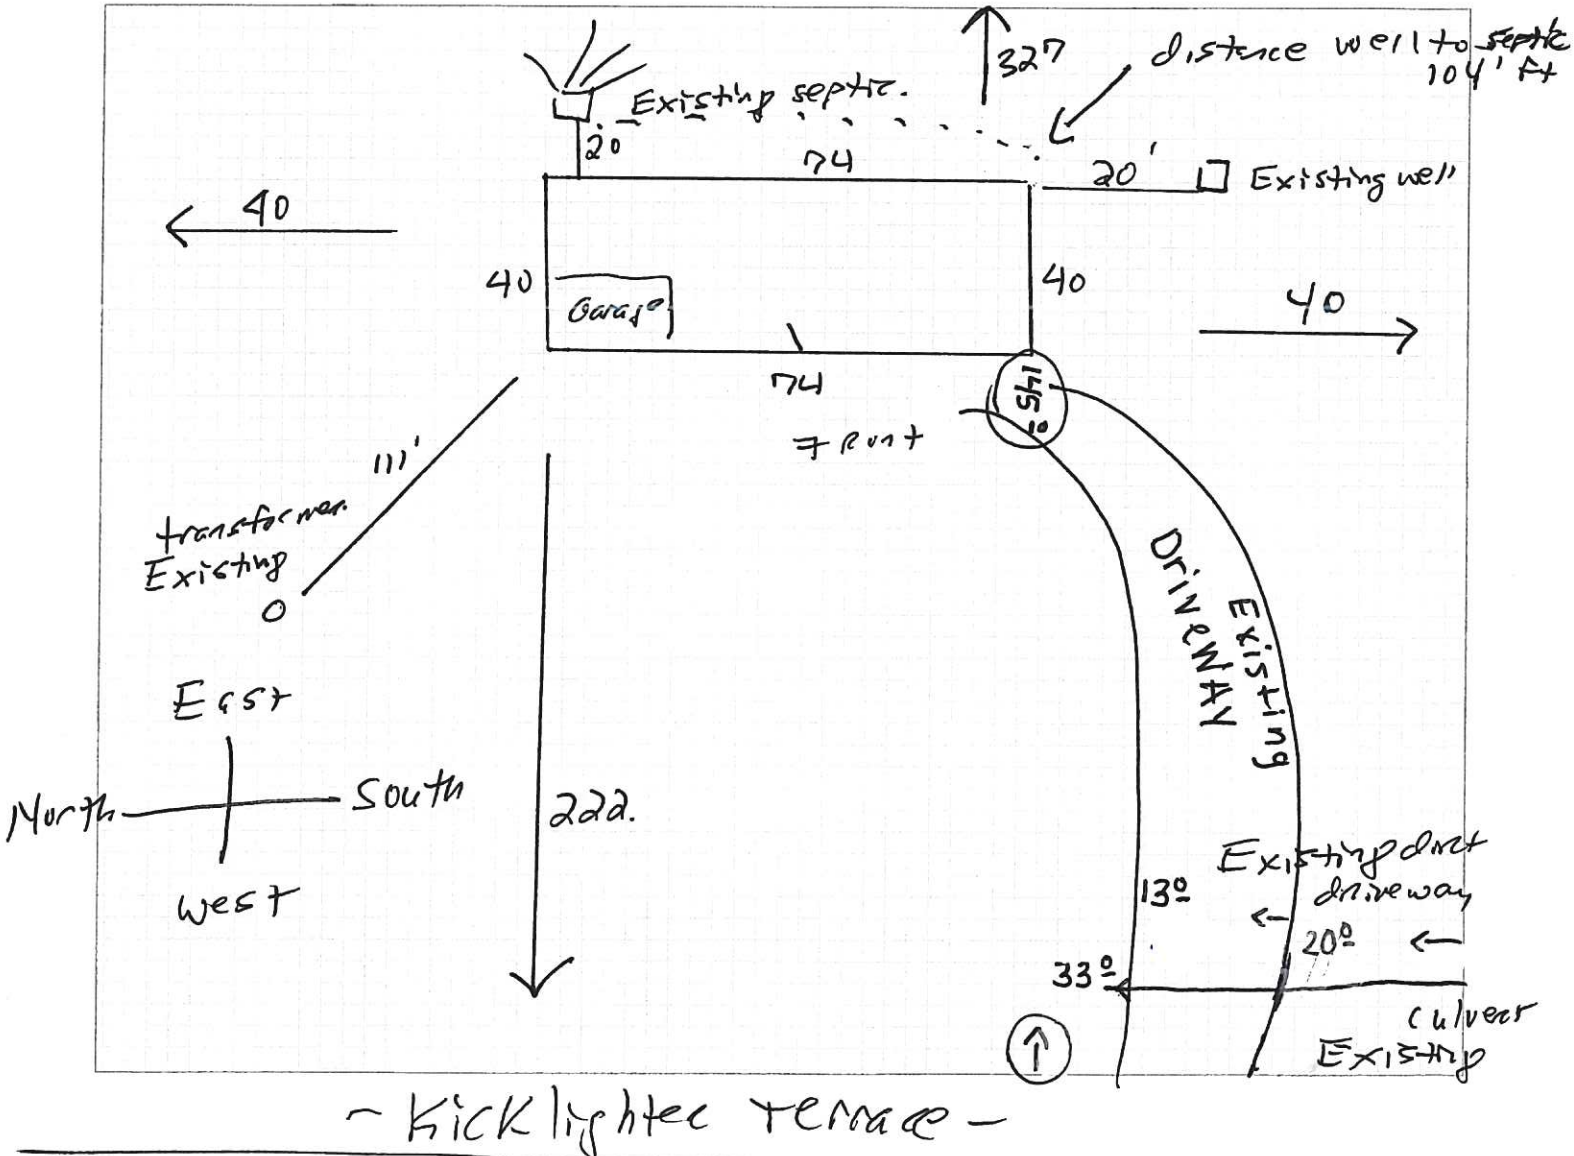 327
distance well to septic
104' ft
Existing septic.
20
74
20'
Existing well
40
40
Garage
40
40
74
Front
111'
transformer
Existing
East
North
South
west
222.
DriveWAY
Existing
Existing dirt
driveway
13º
20º
33º
culvert
Existing
- Kicklighter Terrace -